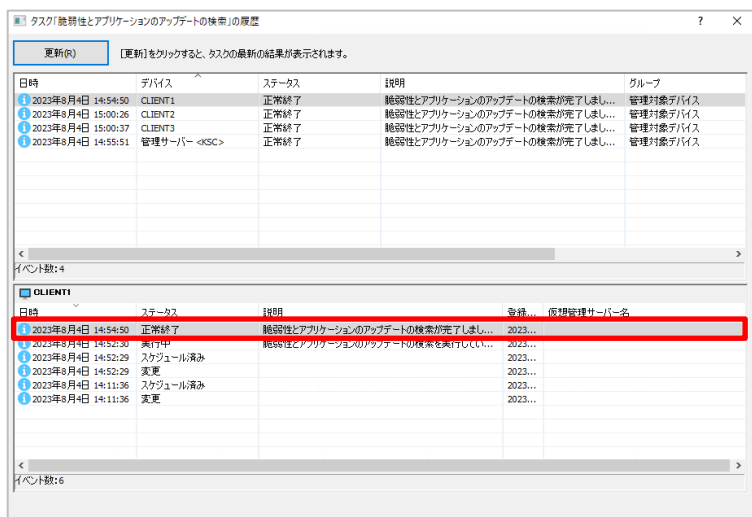 タスク「脆弱性とアプリケーションのアップデートの検索」の履歴 ? ×
更新(R) [更新]をクリックすると、タスクの最新の結果が表示されます。
日時 デバイス ステータス 説明 グループ
2023年8月4日 14:54:50 CLIENT1 正常終了 脆弱性とアプリケーションのアップデートの検索が完了しまし... 管理対象デバイス
2023年8月4日 15:00:26 CLIENT2 正常終了 脆弱性とアプリケーションのアップデートの検索が完了しまし... 管理対象デバイス
2023年8月4日 15:00:37 CLIENT3 正常終了 脆弱性とアプリケーションのアップデートの検索が完了しまし... 管理対象デバイス
2023年8月4日 14:55:51 管理サーバー <KSC> 正常終了 脆弱性とアプリケーションのアップデートの検索が完了しまし... 管理対象デバイス
イベント数: 4
CLIENT1
日時 ステータス 説明 登録... 仮想管理サーバー名
2023年8月4日 14:54:50 正常終了 脆弱性とアプリケーションのアップデートの検索が完了しまし... 2023...
2023年8月4日 14:52:30 実行中 脆弱性とアプリケーションのアップデートの検索を実行してい... 2023...
2023年8月4日 14:52:29 スケジュール済み 2023...
2023年8月4日 14:52:29 変更 2023...
2023年8月4日 14:11:36 スケジュール済み 2023...
2023年8月4日 14:11:36 変更 2023...
イベント数: 6